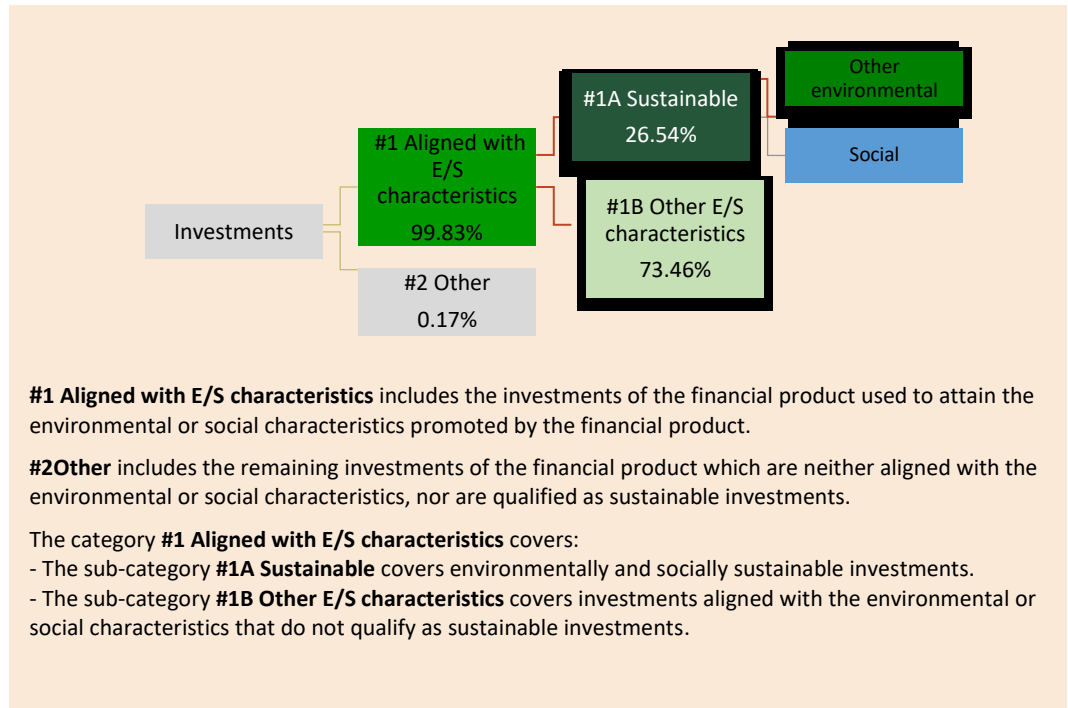 Investments
#1 Aligned with
E/S
characteristics
99.83%
#2 Other
0.17%
#1A Sustainable
26.54%
#1B Other E/S
characteristics
73.46%
Other
environmental
Social
#1 Aligned with E/S characteristics includes the investments of the financial product used to attain the
environmental or social characteristics promoted by the financial product.
#2Other includes the remaining investments of the financial product which are neither aligned with the
environmental or social characteristics, nor are qualified as sustainable investments.
The category #1 Aligned with E/S characteristics covers:
- The sub-category #1A Sustainable covers environmentally and socially sustainable investments.
- The sub-category #1B Other E/S characteristics covers investments aligned with the environmental or
social characteristics that do not qualify as sustainable investments.